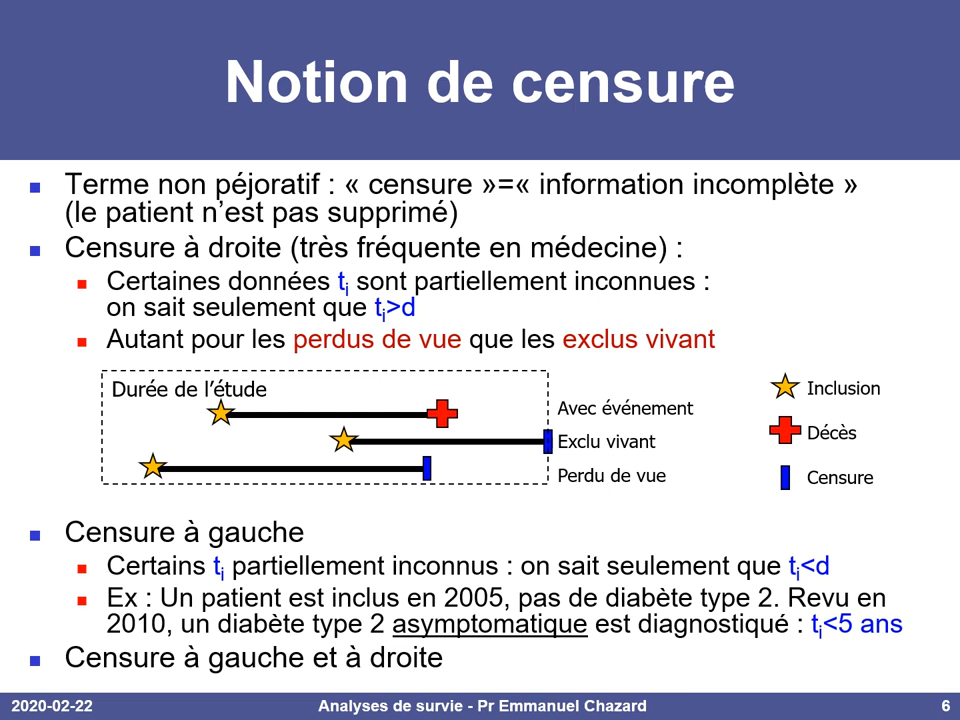 Notion de censure
Terme non péjoratif : « censure »=« information incomplète »
(le patient n’est pas supprimé)
Censure à droite (très fréquente en médecine) :
Certaines données ti sont partiellement inconnues :
on sait seulement que ti>d
Autant pour les perdus de vue que les exclus vivant
Durée de l’étude
Avec événement
Exclu vivant
Perdu de vue
Inclusion
Décès
Censure
Censure à gauche
Certains ti partiellement inconnus : on sait seulement que ti<d
Ex : Un patient est inclus en 2005, pas de diabète type 2. Revu en
2010, un diabète type 2 asymptomatique est diagnostiqué : ti<5 ans
Censure à gauche et à droite
2020-02-22
Analyses de survie - Pr Emmanuel Chazard
6